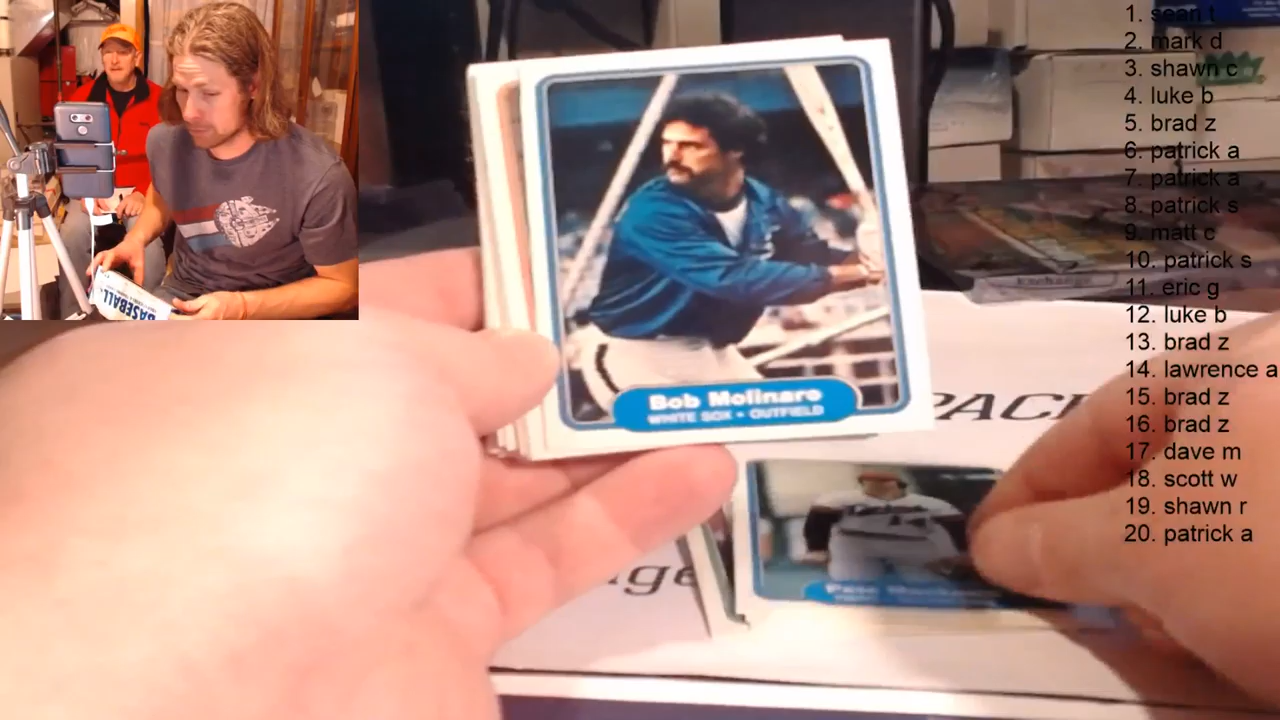 1. sean t
2. mark d
3. shawn c
4. luke b
5. brad z
6. patrick a
7. patrick a
8. patrick s
9. matt c
10. patrick s
11. eric g
12. luke b
13. brad z
14. lawrence a
15. brad z
16. brad z
17. dave m
18. scott w
19. shawn r
20. patrick a
BASEBALL
BASEBALL
Bob Molinaro
WHITE SOX • OUTFIELD